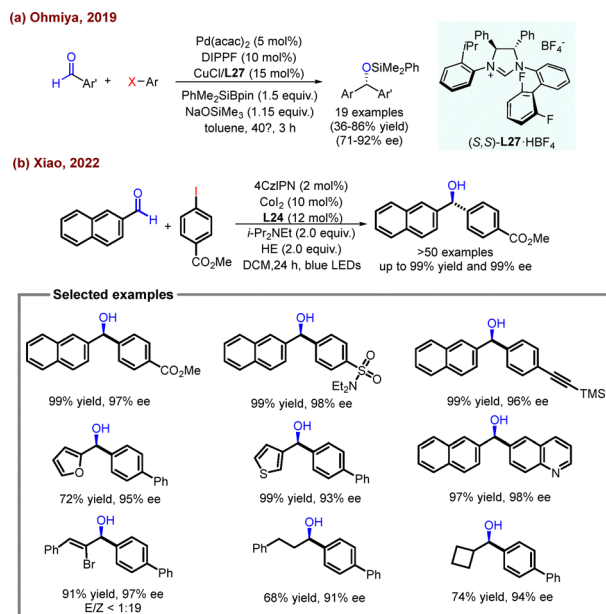 (a) Ohmiya, 2019
O
H
Ar'
+
X-Ar
Pd(acac)2 (5 mol%)
DIPPF (10 mol%)
CuCl/L27 (15 mol%)
PhMe2SiBpin (1.5 equiv.)
NaOSiMe3 (1.15 equiv.)
toluene, 40?, 3 h
OSiMe2Ph
Ar Ar'
19 examples
(36-86% yield)
(71-92% ee)
Ph Ph
iPr
N + N
BF4-
F
F
(S,S)-L27·HBF4
(b) Xiao, 2022
O
H
+
I
CO2Me
4CzIPN (2 mol%)
CoI2 (10 mol%)
L24 (12 mol%)
i-Pr2NEt (2.0 equiv.)
HE (2.0 equiv.)
DCM,24 h, blue LEDs
OH
CO2Me
>50 examples
up to 99% yield and 99% ee
Selected examples
OH
CO2Me
99% yield, 97% ee
OH
S O
O
Et2N
99% yield, 98% ee
OH
TMS
99% yield, 96% ee
OH
O
Ph
72% yield, 95% ee
OH
S
Ph
99% yield, 93% ee
OH
N
97% yield, 98% ee
OH
Ph
Br
Ph
91% yield, 97% ee
E/Z < 1:19
OH
Ph
Ph
68% yield, 91% ee
OH
Ph
74% yield, 94% ee